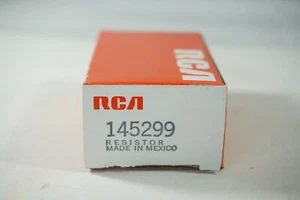 RCA
RCA
145299
RESISTOR
MADE IN MEXICO